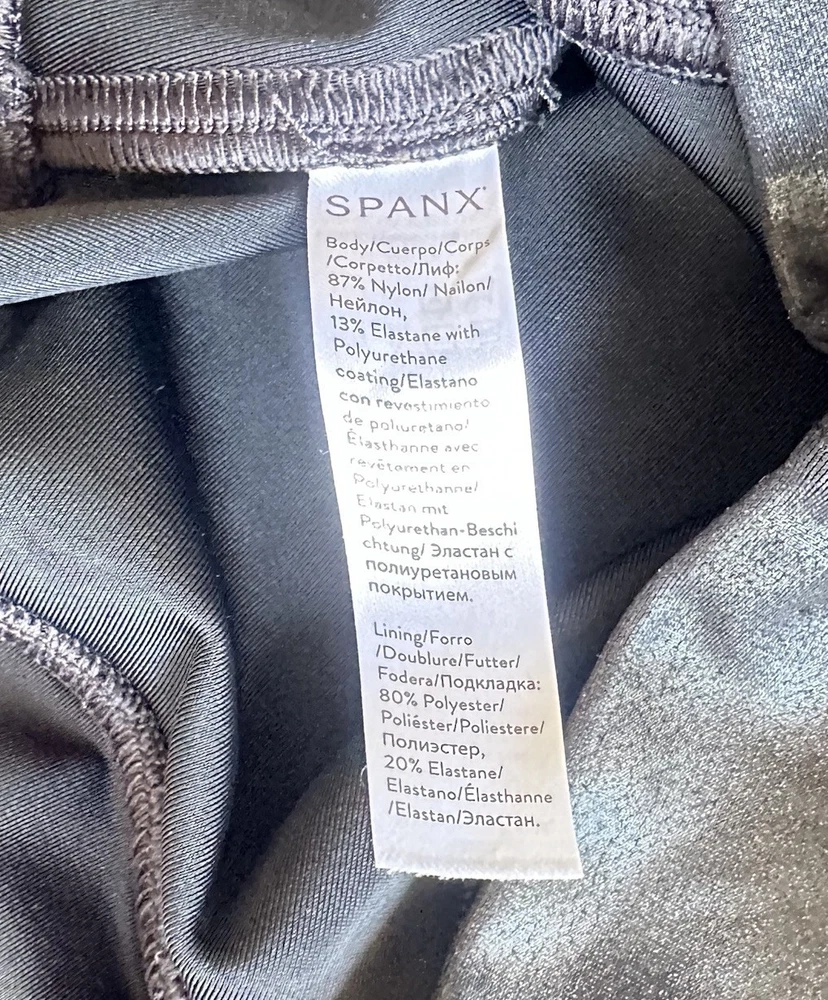 SPANX
Body/Cuerpo/Corps
/Corpetto/Лиф:
87% Nylon/ Nailon/
Нейлон,
13% Elastane with
Polyurethane
coating/Elastano
con revestimiento
de poliuretano/
Élasthanne avec
revêtement en
Polyurethanne/
Elastan mit
Polyurethan-Beschi
chtung/ Эластан с
полиуретановым
покрытием.
Lining/Forro
/Doublure/Futter/
Fodera/Подкладка:
80% Polyester/
Poliéster/Poliestere/
Полиэстер,
20% Elastane/
Elastano/Élasthanne
/Elastan/Эластан.